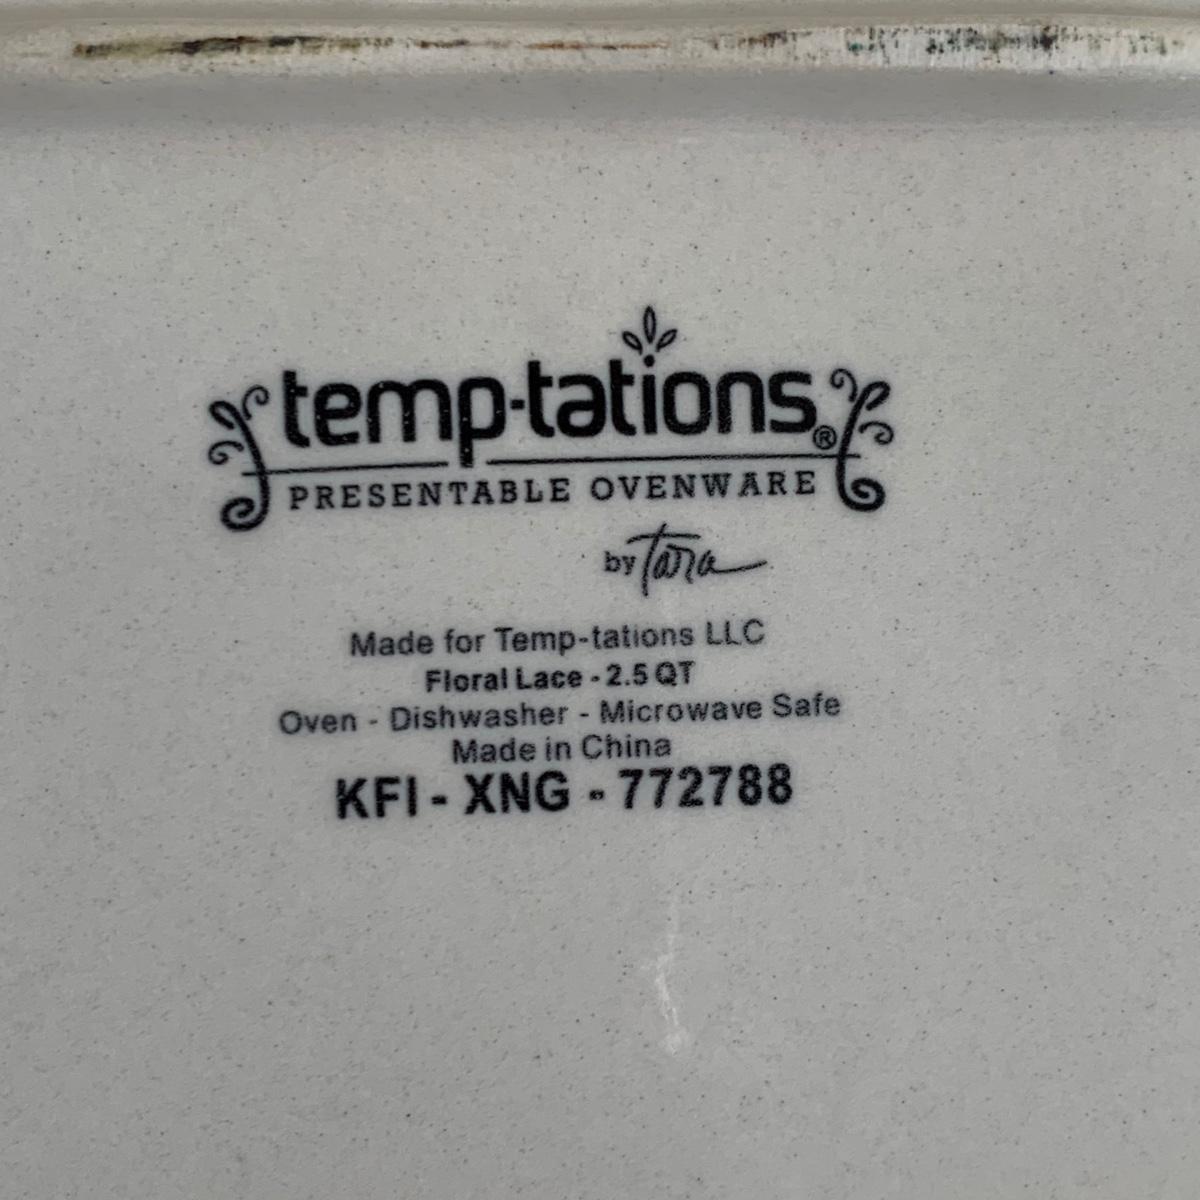 temp-tations®
PRESENTABLE OVENWARE
by Tara
Made for Temp-tations LLC
Floral Lace - 2.5 QT
Oven - Dishwasher - Microwave Safe
Made in China
KFI - XNG - 772788